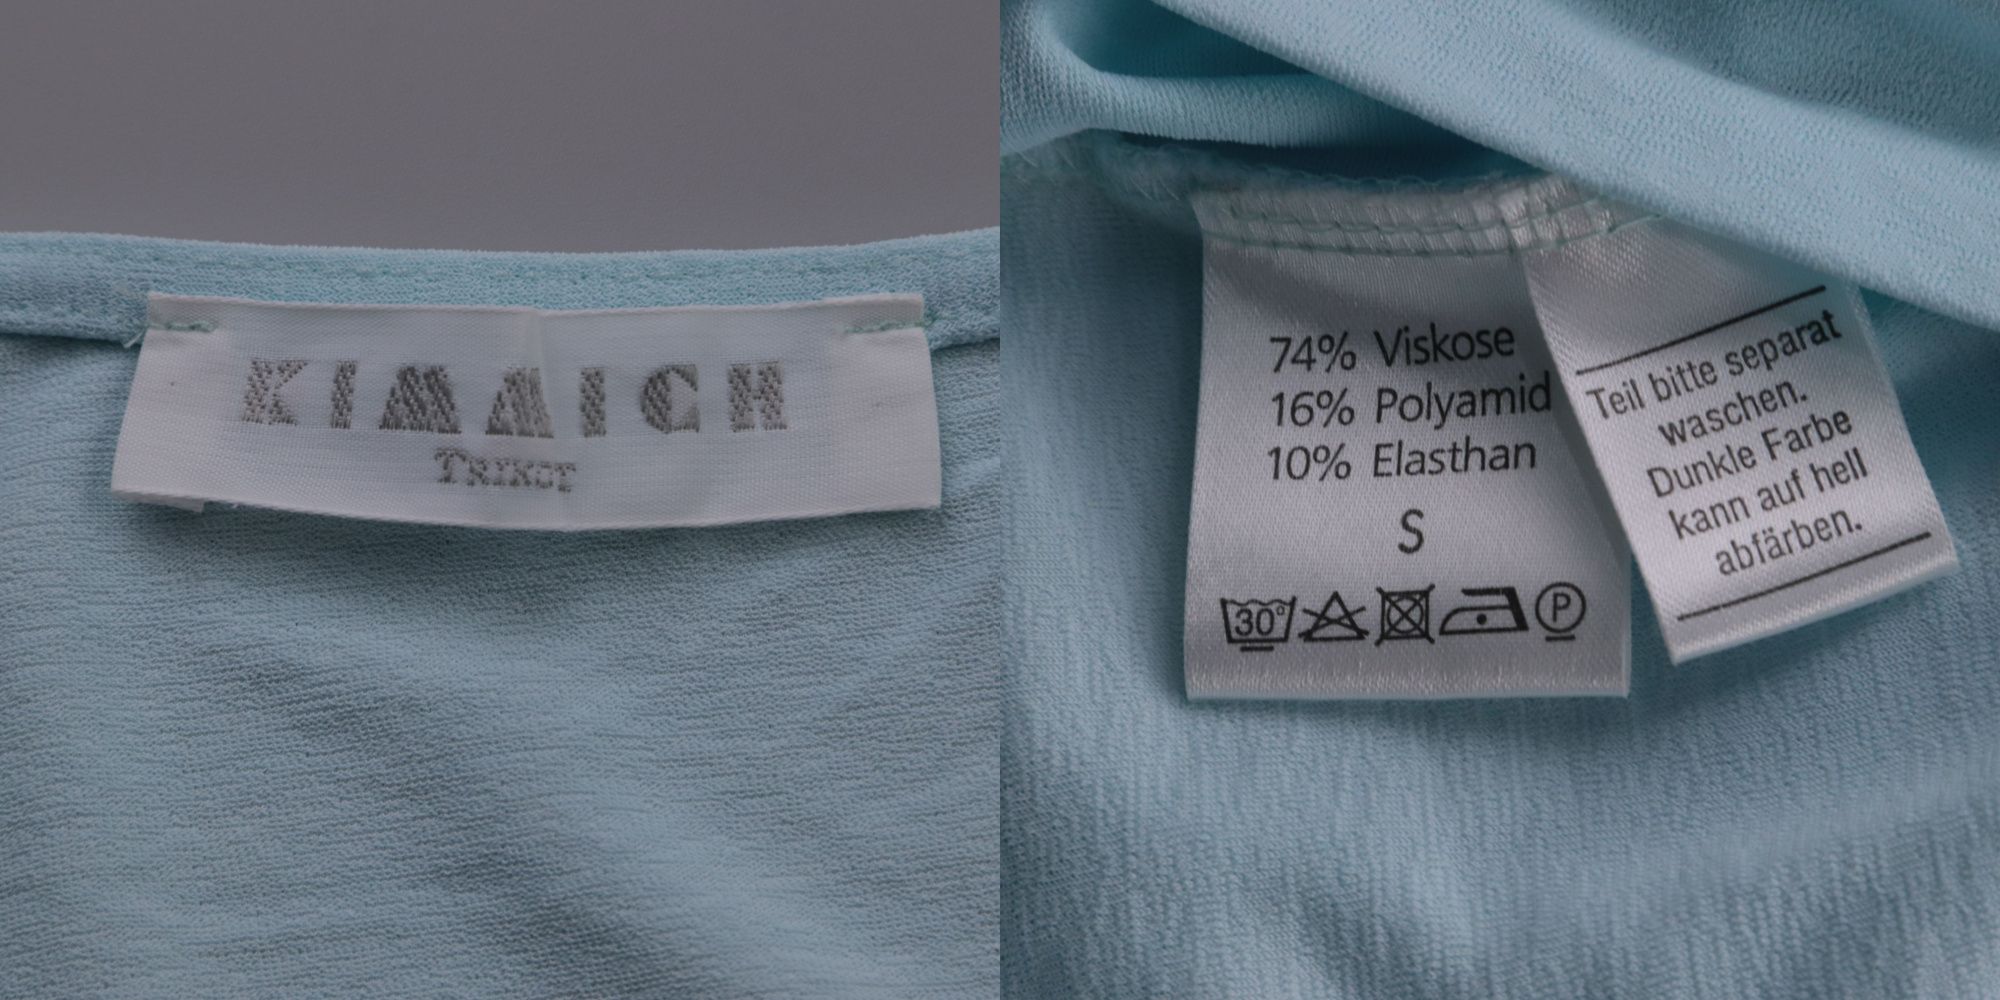 KIMMICH
TRIKOT
74% Viskose
16% Polyamid
10% Elasthan
S
30° P
Teil bitte separat
waschen.
Dunkle Farbe
kann auf hell
abfärben.